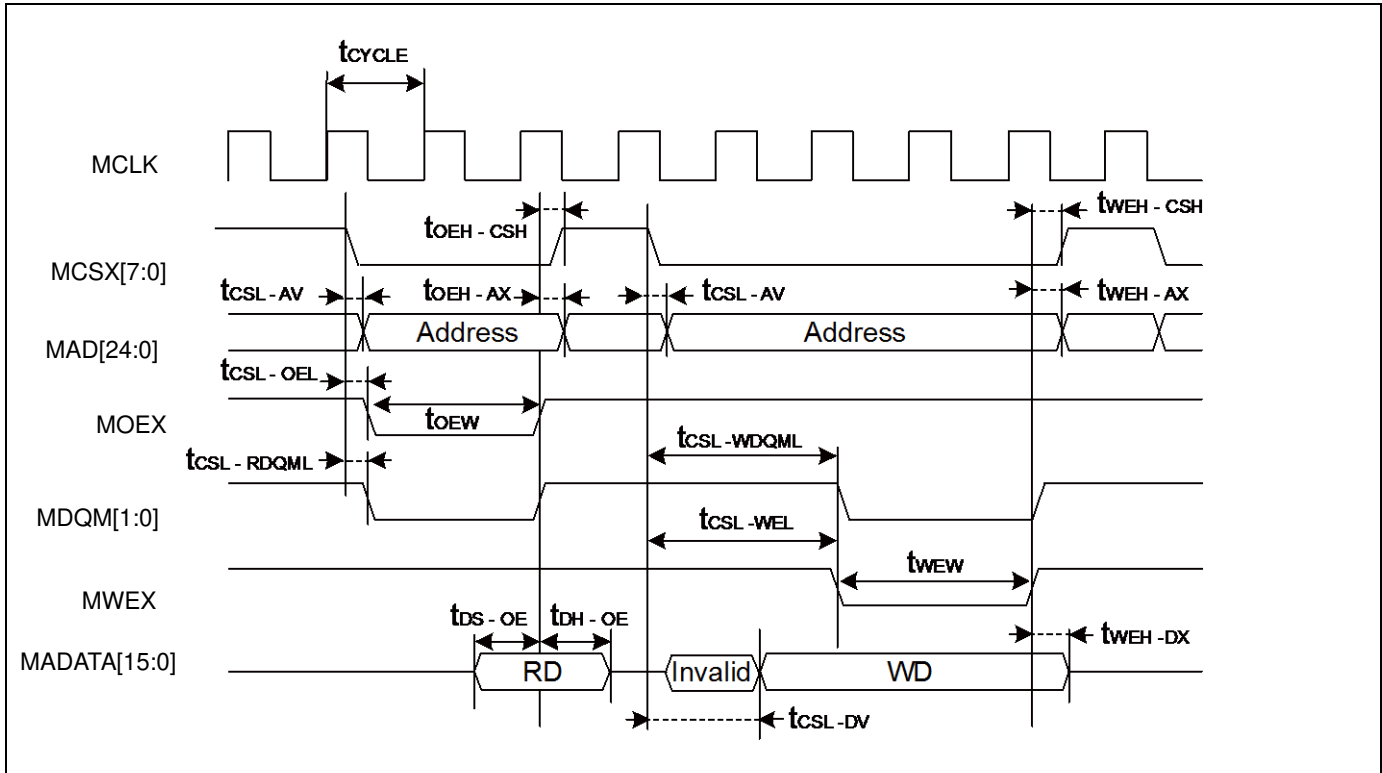 tCYCLE
MCLK
tOEH - CSH
tWEH - CSH
MCSX[7:0]
tCSL - AV
tOEH - AX
tCSL - AV
tWEH - AX
MAD[24:0]
Address
Address
tCSL - OEL
MOEX
tOEW
tCSL - RDQML
tCSL -WDQML
MDQM[1:0]
tCSL -WEL
MWEX
tWEW
tDS - OE
tDH - OE
tWEH -DX
MADATA[15:0]
RD
Invalid
WD
tCSL -DV